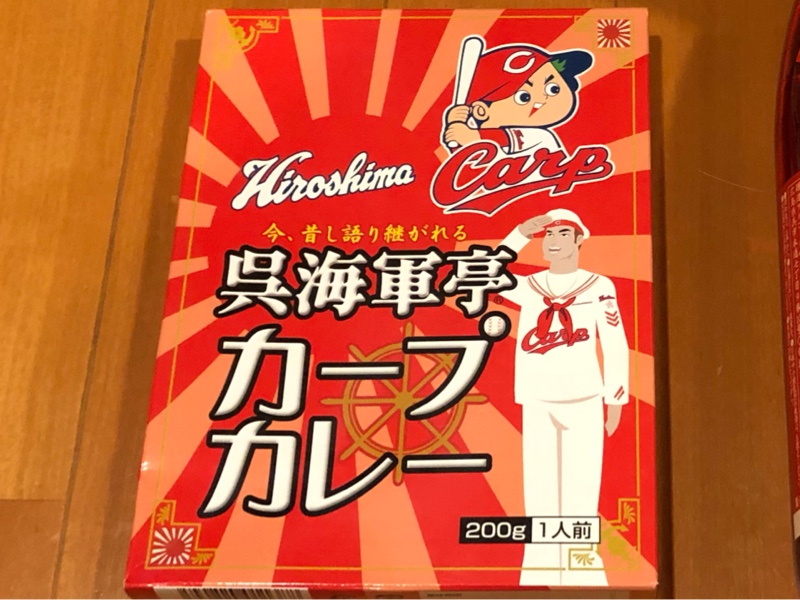 C
Hiroshima
Carp
今、昔し語り継がれる
呉海軍亭®
カープ
カレー
Carp
200g 1人前